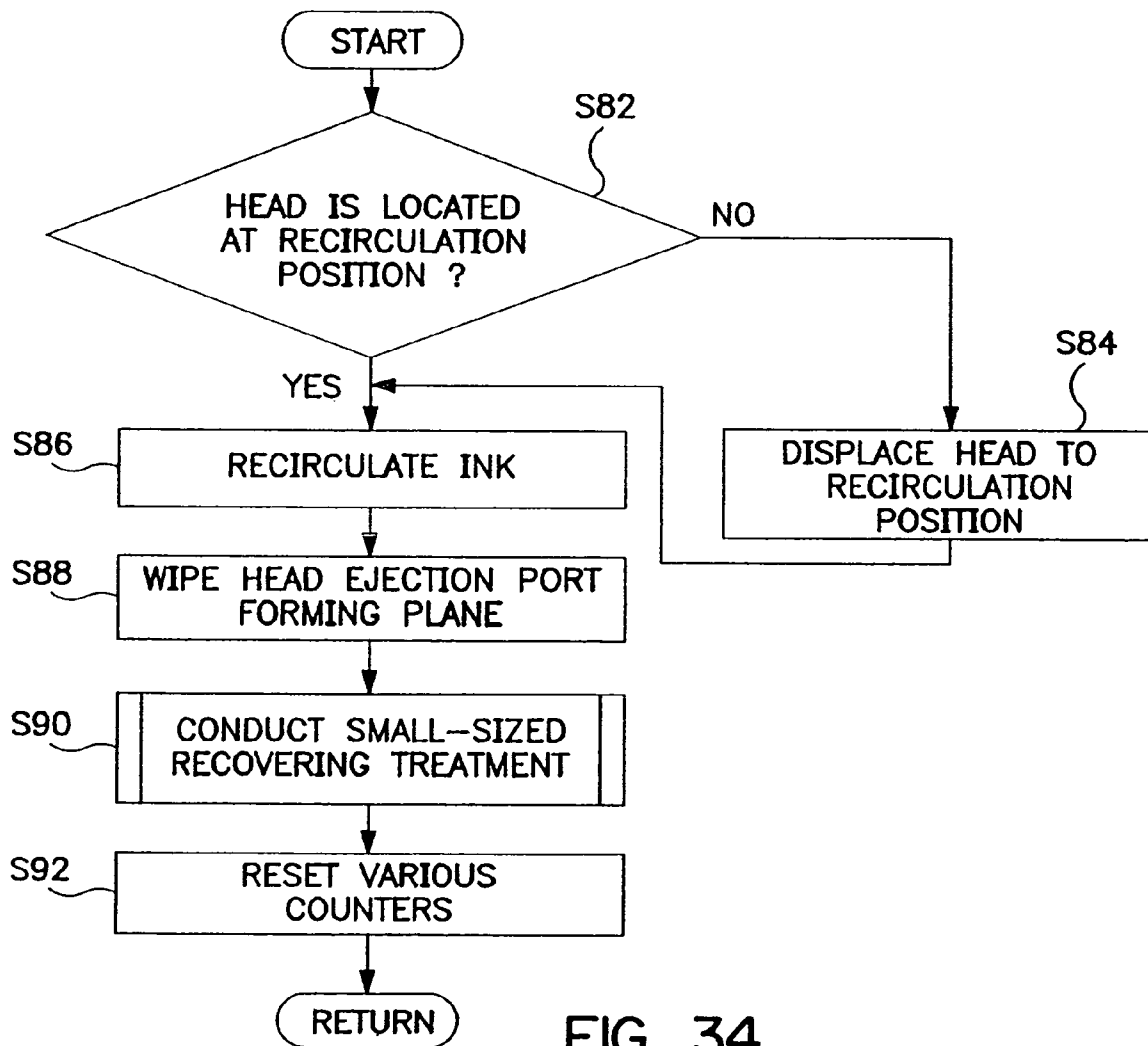 START
S82
HEAD IS LOCATED
AT RECIRCULATION
POSITION ?
NO
YES
S84
DISPLACE HEAD TO
RECIRCULATION
POSITION
S86
RECIRCULATE INK
S88
WIPE HEAD EJECTION PORT
FORMING PLANE
S90
CONDUCT SMALL-SIZED
RECOVERING TREATMENT
S92
RESET VARIOUS
COUNTERS
RETURN
FIG. 34